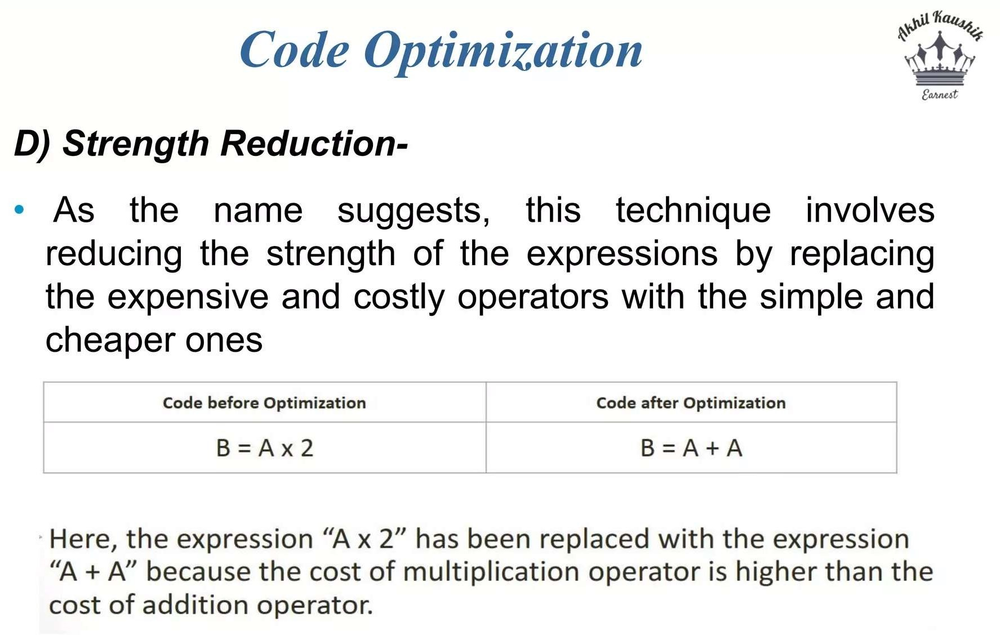 Code Optimization
Akhil Kaushik
Earnest
D) Strength Reduction-
• As the name suggests, this technique involves
reducing the strength of the expressions by replacing
the expensive and costly operators with the simple and
cheaper ones
Code before Optimization
Code after Optimization
B = A x 2
B = A + A
Here, the expression “A x 2” has been replaced with the expression
“A + A” because the cost of multiplication operator is higher than the
cost of addition operator.